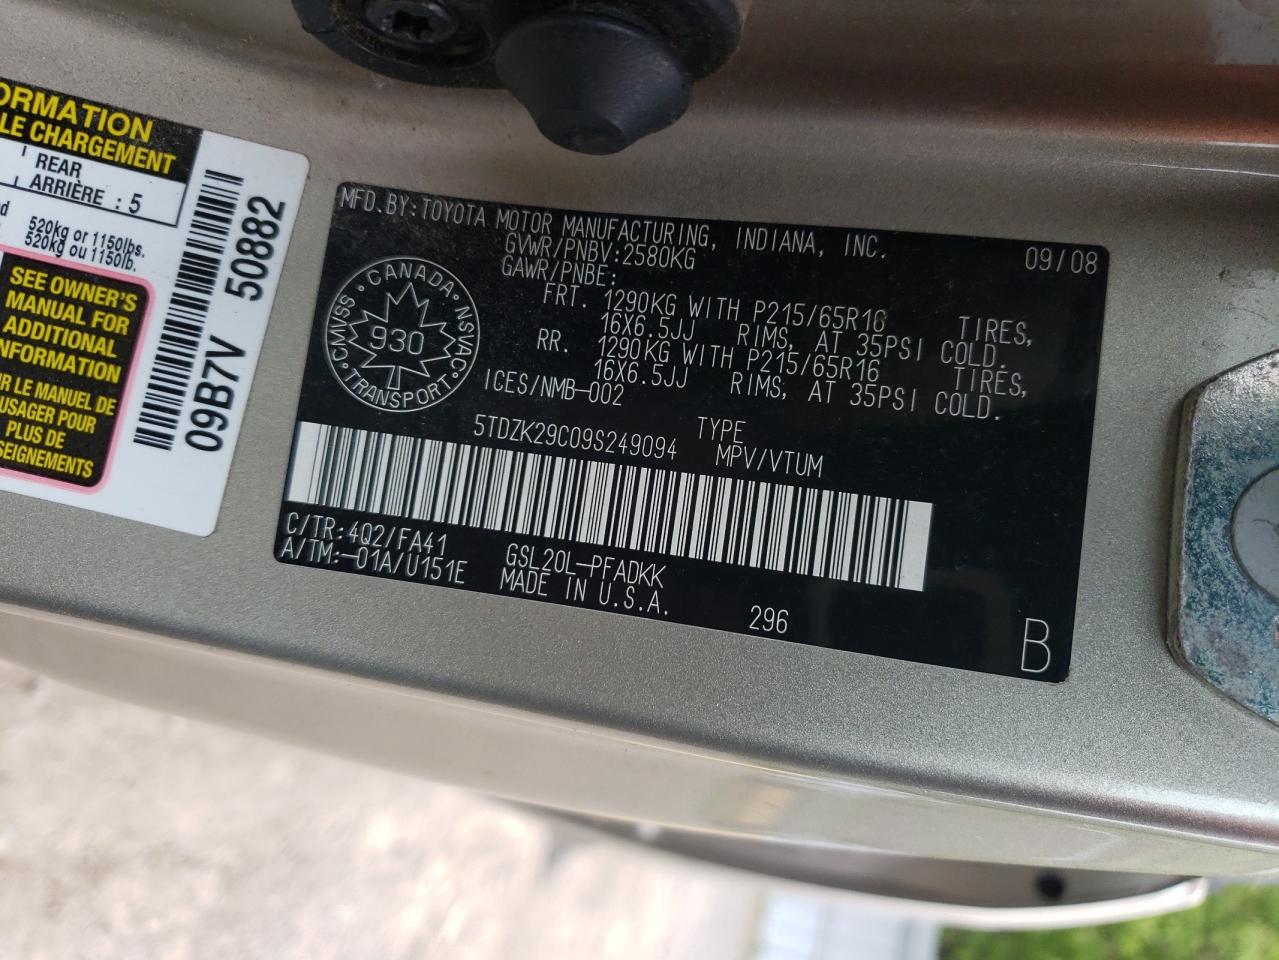 ORMATION
LE CHARGEMENT
REAR
ARRIÈRE : 5
520kg or 1150lbs.
520kg ou 1150lb.
SEE OWNER'S
MANUAL FOR
ADDITIONAL
INFORMATION
LE MANUEL DE
USAGER POUR
PLUS DE
SEIGNEMENTS
09B7V 50882
MFD. BY: TOYOTA MOTOR MANUFACTURING, INDIANA, INC. 09/08
GVWR/PNBV: 2580KG
GAWR/PNBE:
FRT. 1290KG WITH P215/65R16 TIRES,
16X6.5JJ RIMS, AT 35PSI COLD.
RR. 1290KG WITH P215/65R16 TIRES,
16X6.5JJ RIMS, AT 35PSI COLD.
CANADA
CMVSS NSVAC
930
TRANSPORT
ICES/NMB-002
5TDZK29C09S249094 TYPE
MPV/VTUM
C/TR: 4Q2/FA41 GSL20L-PFADKK
A/TM: -01A/U151E MADE IN U.S.A.
296
B